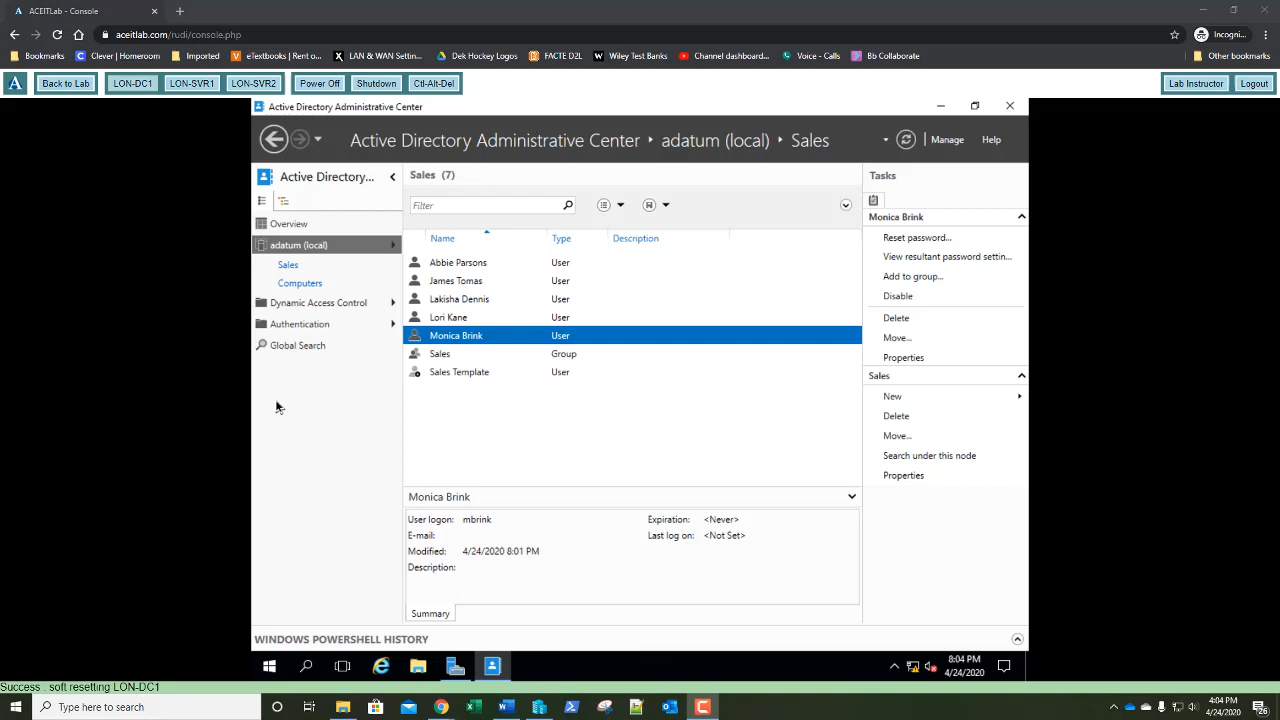 ACEITLab - Console
Incogni...
aceitlab.com/rudi/console.php
Bookmarks
Clever | Homeroom
Imported
eTextbooks | Rent o...
LAN & WAN Setting...
Dek Hockey Logos
FACTE D2L
Wiley Test Banks
Channel dashboard...
Voice - Calls
Bb Collaborate
Other bookmarks
Back to Lab
LON-DC1
LON-SVR1
LON-SVR2
Power Off
Shutdown
Ctl-Alt-Del
Lab Instructor
Logout
Active Directory Administrative Center
Active Directory Administrative Center
adatum (local)
Sales
Manage
Help
Active Directory...
Overview
adatum (local)
Sales
Computers
Dynamic Access Control
Authentication
Global Search
Sales (7)
Filter
Name Type Description
Abbie Parsons User
James Tomas User
Lakisha Dennis User
Lori Kane User
Monica Brink User
Sales Group
Sales Template User
Monica Brink
User logon: mbrink Expiration: <Never>
E-mail: Last log on: <Not Set>
Modified: 4/24/2020 8:01 PM
Description:
Summary
Tasks
Monica Brink
Reset password...
View resultant password settin...
Add to group...
Disable
Delete
Move...
Properties
Sales
New
Delete
Move...
Search under this node
Properties
WINDOWS POWERSHELL HISTORY
8:04 PM
4/24/2020
Success : soft resetting LON-DC1
Type here to search
4:04 PM
4/24/2020